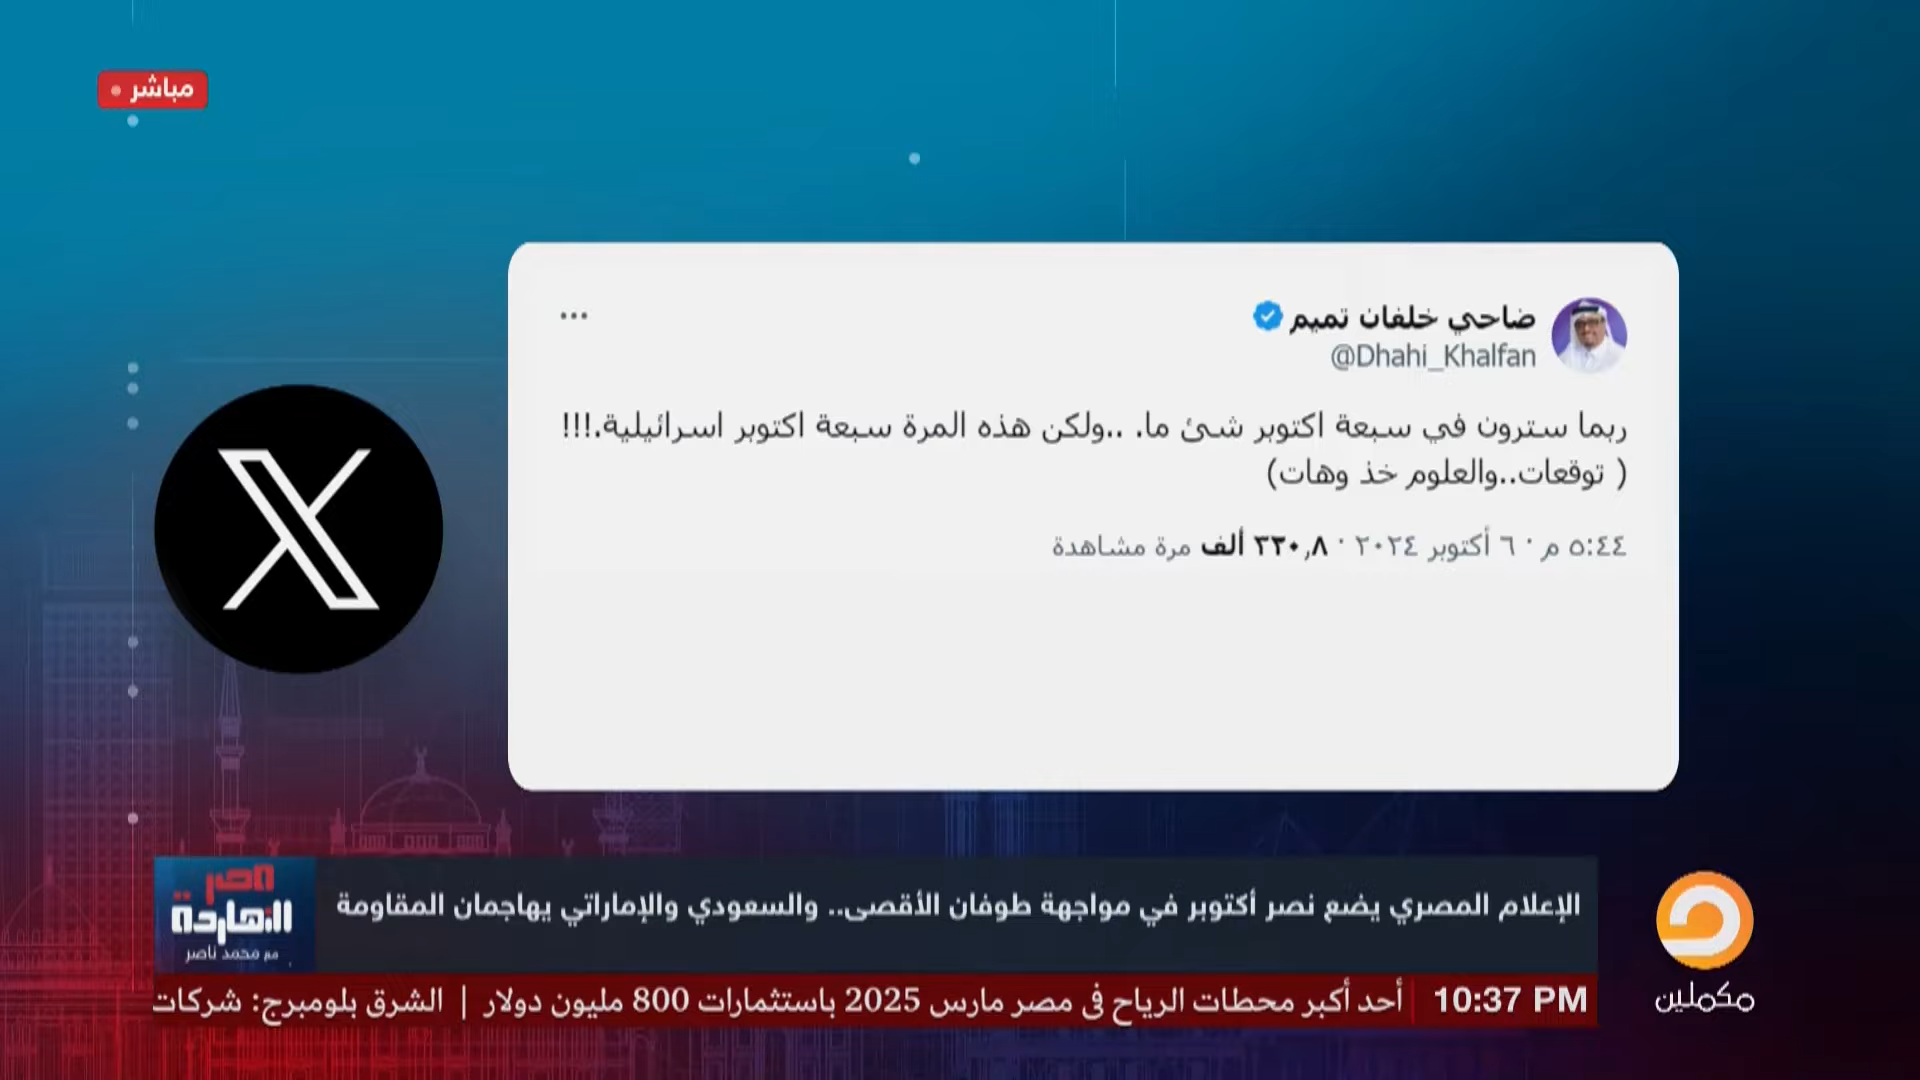 مباشر
ضاحي خلفان تميم
@Dhahi_Khalfan
ربما سترون في سبعة اكتوبر شئ ما. ..ولكن هذه المرة سبعة اكتوبر اسرائيلية.!!!
( توقعات..والعلوم خذ وهات)
٥:٤٤ م · ٦ أكتوبر ٢٠٢٤ · ٣٣٠,٨ ألف مرة مشاهدة
مصر النهاردة
مع محمد ناصر
الإعلام المصري يضع نصر أكتوبر في مواجهة طوفان الأقصى.. والسعودي والإماراتي يهاجمان المقاومة
10:37 PM
أحد أكبر محطات الرياح في مصر مارس 2025 باستثمارات 800 مليون دولار | الشرق بلومبرج: شركات
مكملين